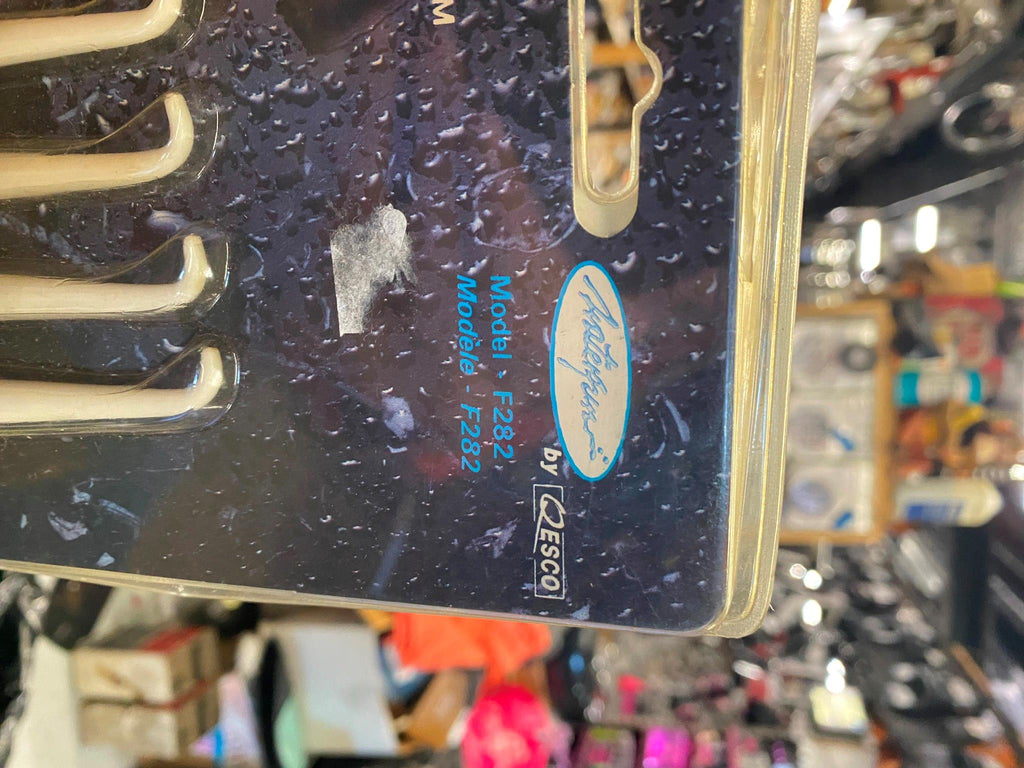 M
by QESCO
Model - F282
Modèle - F282